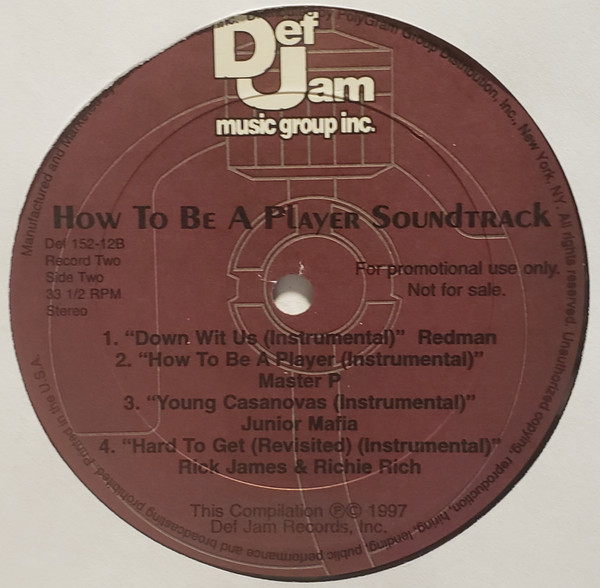 Def
Jam
music group inc.
How To Be A Player Soundtrack
Def 152-12B
Record Two
Side Two
33 1/2 RPM
Stereo
For promotional use only.
Not for sale.
1. “Down Wit Us (Instrumental)” Redman
2. “How To Be A Player (Instrumental)”
Master P
3. “Young Casanovas (Instrumental)”
Junior Mafia
4. “Hard To Get (Revisited) (Instrumental)”
Rick James & Richie Rich
This Compilation ℗© 1997
Def Jam Records, Inc.
Manufactured and Marketed
PolyGram Group Distribution, Inc., New York, NY. All rights reserved. Unauthorized copying, reproduction, hiring, lending, public performance and broadcasting prohibited. Printed in the U.S.A.